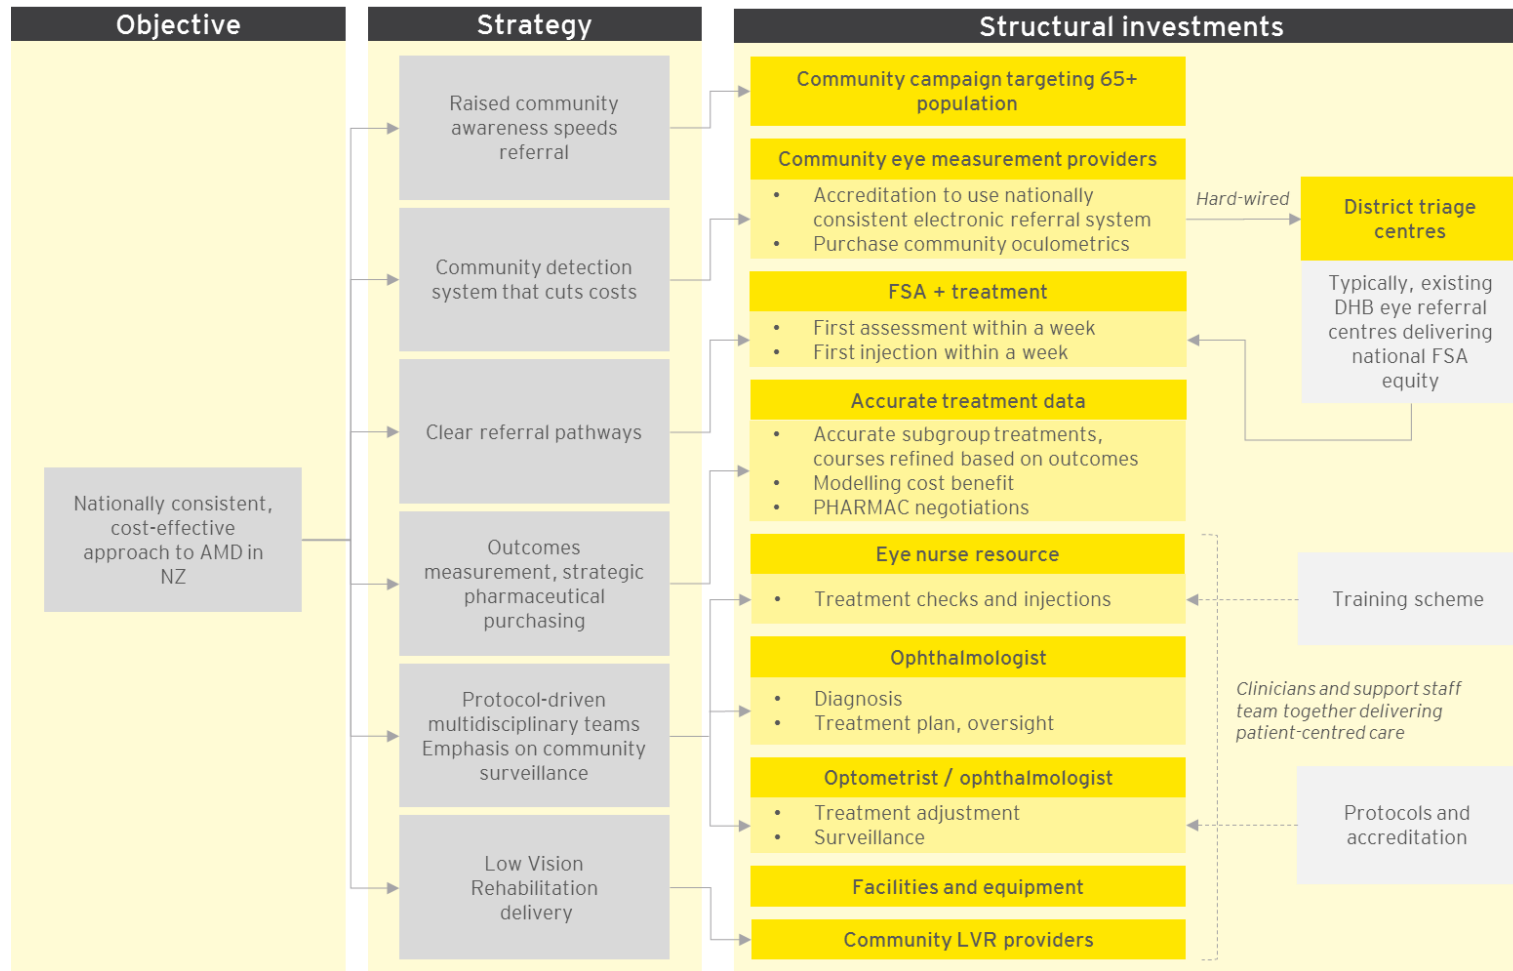 Objective
Strategy
Structural investments
Nationally consistent,
cost-effective
approach to AMD in
NZ
Raised community
awareness speeds
referral
Community detection
system that cuts costs
Clear referral pathways
Outcomes
measurement, strategic
pharmaceutical
purchasing
Protocol-driven
multidisciplinary teams
Emphasis on community
surveillance
Low Vision
Rehabilitation
delivery
Community campaign targeting 65+
population
Community eye measurement providers
• Accreditation to use nationally
consistent electronic referral system
• Purchase community oculometrics
Hard-wired
District triage
centres
Typically, existing
DHB eye referral
centres delivering
national FSA
equity
FSA + treatment
• First assessment within a week
• First injection within a week
Accurate treatment data
• Accurate subgroup treatments,
courses refined based on outcomes
• Modelling cost benefit
• PHARMAC negotiations
Eye nurse resource
• Treatment checks and injections
Training scheme
Ophthalmologist
• Diagnosis
• Treatment plan, oversight
Clinicians and support staff
team together delivering
patient-centred care
Optometrist / ophthalmologist
• Treatment adjustment
• Surveillance
Protocols and
accreditation
Facilities and equipment
Community LVR providers